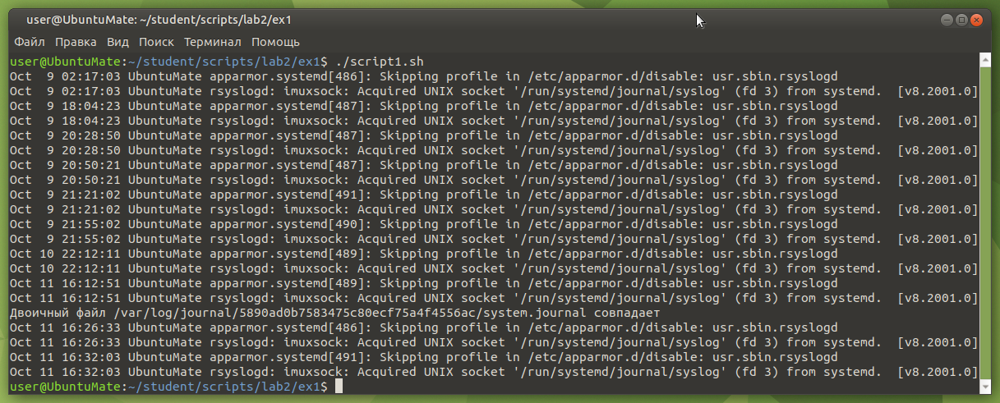 user@UbuntuMate: ~/student/scripts/lab2/ex1
Файл Правка Вид Поиск Терминал Помощь
user@UbuntuMate:~/student/scripts/lab2/ex1$ ./script1.sh
Oct  9 02:17:03 UbuntuMate apparmor.systemd[486]: Skipping profile in /etc/apparmor.d/disable: usr.sbin.rsyslogd
Oct  9 02:17:03 UbuntuMate rsyslogd: imuxsock: Acquired UNIX socket '/run/systemd/journal/syslog' (fd 3) from systemd.  [v8.2001.0]
Oct  9 18:04:23 UbuntuMate apparmor.systemd[487]: Skipping profile in /etc/apparmor.d/disable: usr.sbin.rsyslogd
Oct  9 18:04:23 UbuntuMate rsyslogd: imuxsock: Acquired UNIX socket '/run/systemd/journal/syslog' (fd 3) from systemd.  [v8.2001.0]
Oct  9 20:28:50 UbuntuMate apparmor.systemd[487]: Skipping profile in /etc/apparmor.d/disable: usr.sbin.rsyslogd
Oct  9 20:28:50 UbuntuMate rsyslogd: imuxsock: Acquired UNIX socket '/run/systemd/journal/syslog' (fd 3) from systemd.  [v8.2001.0]
Oct  9 20:50:21 UbuntuMate apparmor.systemd[487]: Skipping profile in /etc/apparmor.d/disable: usr.sbin.rsyslogd
Oct  9 20:50:21 UbuntuMate rsyslogd: imuxsock: Acquired UNIX socket '/run/systemd/journal/syslog' (fd 3) from systemd.  [v8.2001.0]
Oct  9 21:21:02 UbuntuMate apparmor.systemd[491]: Skipping profile in /etc/apparmor.d/disable: usr.sbin.rsyslogd
Oct  9 21:21:02 UbuntuMate rsyslogd: imuxsock: Acquired UNIX socket '/run/systemd/journal/syslog' (fd 3) from systemd.  [v8.2001.0]
Oct  9 21:55:02 UbuntuMate apparmor.systemd[490]: Skipping profile in /etc/apparmor.d/disable: usr.sbin.rsyslogd
Oct  9 21:55:02 UbuntuMate rsyslogd: imuxsock: Acquired UNIX socket '/run/systemd/journal/syslog' (fd 3) from systemd.  [v8.2001.0]
Oct 10 22:12:11 UbuntuMate apparmor.systemd[489]: Skipping profile in /etc/apparmor.d/disable: usr.sbin.rsyslogd
Oct 10 22:12:11 UbuntuMate rsyslogd: imuxsock: Acquired UNIX socket '/run/systemd/journal/syslog' (fd 3) from systemd.  [v8.2001.0]
Oct 11 16:12:51 UbuntuMate apparmor.systemd[489]: Skipping profile in /etc/apparmor.d/disable: usr.sbin.rsyslogd
Oct 11 16:12:51 UbuntuMate rsyslogd: imuxsock: Acquired UNIX socket '/run/systemd/journal/syslog' (fd 3) from systemd.  [v8.2001.0]
Двоичный файл /var/log/journal/5890ad0b7583475c80ecf75a4f4556ac/system.journal совпадает
Oct 11 16:26:33 UbuntuMate apparmor.systemd[486]: Skipping profile in /etc/apparmor.d/disable: usr.sbin.rsyslogd
Oct 11 16:26:33 UbuntuMate rsyslogd: imuxsock: Acquired UNIX socket '/run/systemd/journal/syslog' (fd 3) from systemd.  [v8.2001.0]
Oct 11 16:32:03 UbuntuMate apparmor.systemd[491]: Skipping profile in /etc/apparmor.d/disable: usr.sbin.rsyslogd
Oct 11 16:32:03 UbuntuMate rsyslogd: imuxsock: Acquired UNIX socket '/run/systemd/journal/syslog' (fd 3) from systemd.  [v8.2001.0]
user@UbuntuMate:~/student/scripts/lab2/ex1$